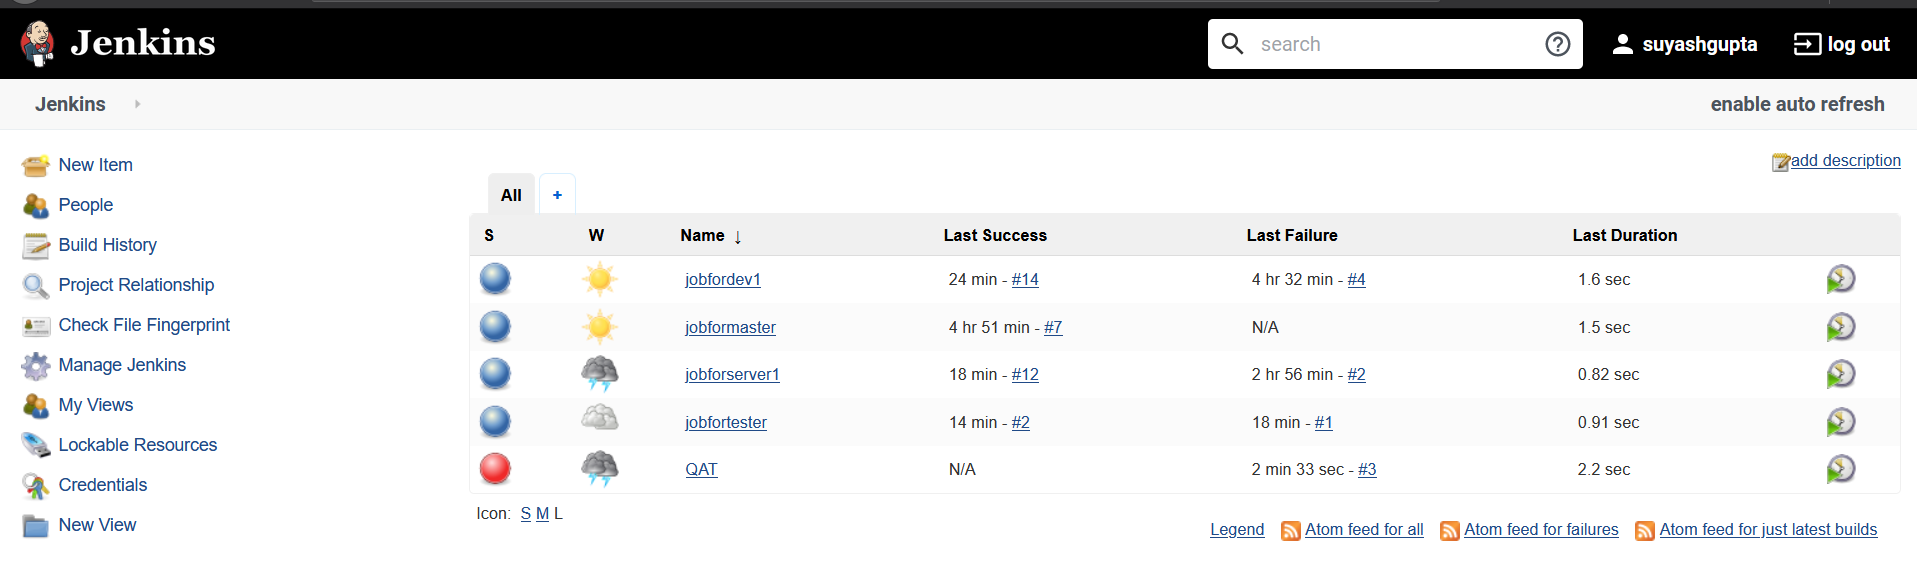 Jenkins
search
suyashgupta
log out
Jenkins
enable auto refresh
New Item
People
Build History
Project Relationship
Check File Fingerprint
Manage Jenkins
My Views
Lockable Resources
Credentials
New View
add description
All +
S W Name ↓ Last Success Last Failure Last Duration
jobfordev1 24 min - #14 4 hr 32 min - #4 1.6 sec
jobformaster 4 hr 51 min - #7 N/A 1.5 sec
jobforserver1 18 min - #12 2 hr 56 min - #2 0.82 sec
jobfortester 14 min - #2 18 min - #1 0.91 sec
QAT N/A 2 min 33 sec - #3 2.2 sec
Icon: S M L
Legend Atom feed for all Atom feed for failures Atom feed for just latest builds